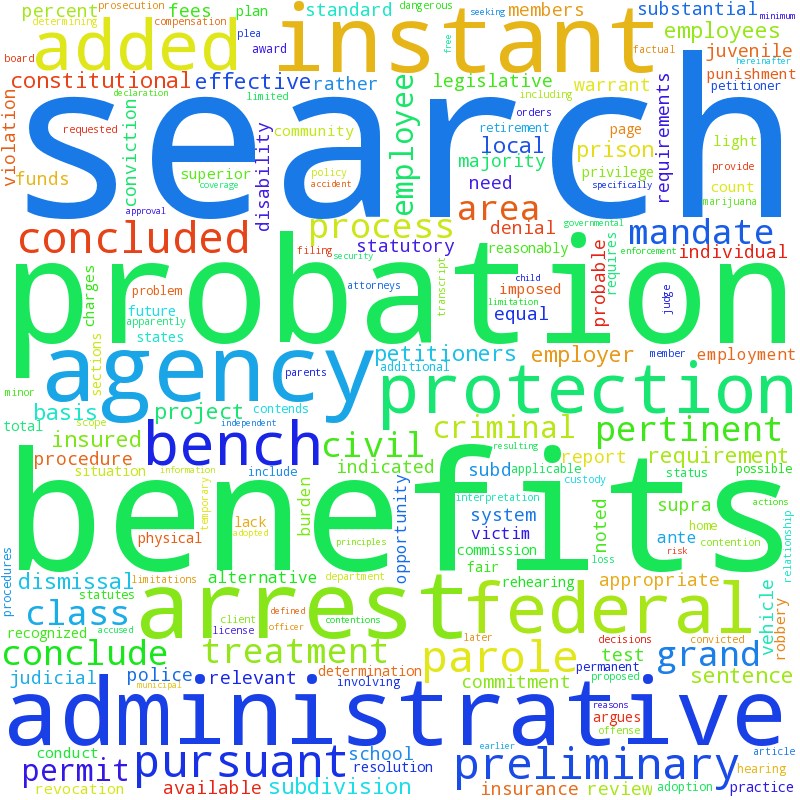 percent fees plan prosecution compensation standard dangerous members seeking substantial plea minimum
added instant employees free
board determining award factual juvenile hereinafter
constitutional declaration effective rather legislative including warrant punishment
violation conviction limited employee orders requirements petitioner
search
requested community retirement page light
disability local prison
funds superior policy majority privilege count provide
coverage accident need specifically marijuana
approval area
concluded process denial governmental mandate
statutory filing reasonably probable requires enforcement individual
security transcript
probation
charges problem attorneys child imposed judge
future limitation equal
apparently states
agency petitioners employer member employment
sections parents additional protection
minor
basis project contends
total scope independent criminal pertinent
bench civil resulting
insured procedure indicated report requirement
situation information include subd applicable status possible
benefits
temporary burden opportunity interpretation custody actions
lack system noted supra home
physical adopted principles victim ante contention
commission loss risk relationship
procedures fair
dismissal limitations alternative department rehearing appropriate
statutes defined
class client contentions arrest federal vehicle robbery
recognized accused license officer later decisions convicted
conclude treatment parole test grand
determination permanent
judicial police relevant involving commitment proposed sentence
municipal
administrative
reasons argues offense
conduct school earlier article
permit pursuant resolution preliminary hearing
revocation available subdivision insurance review adoption practice